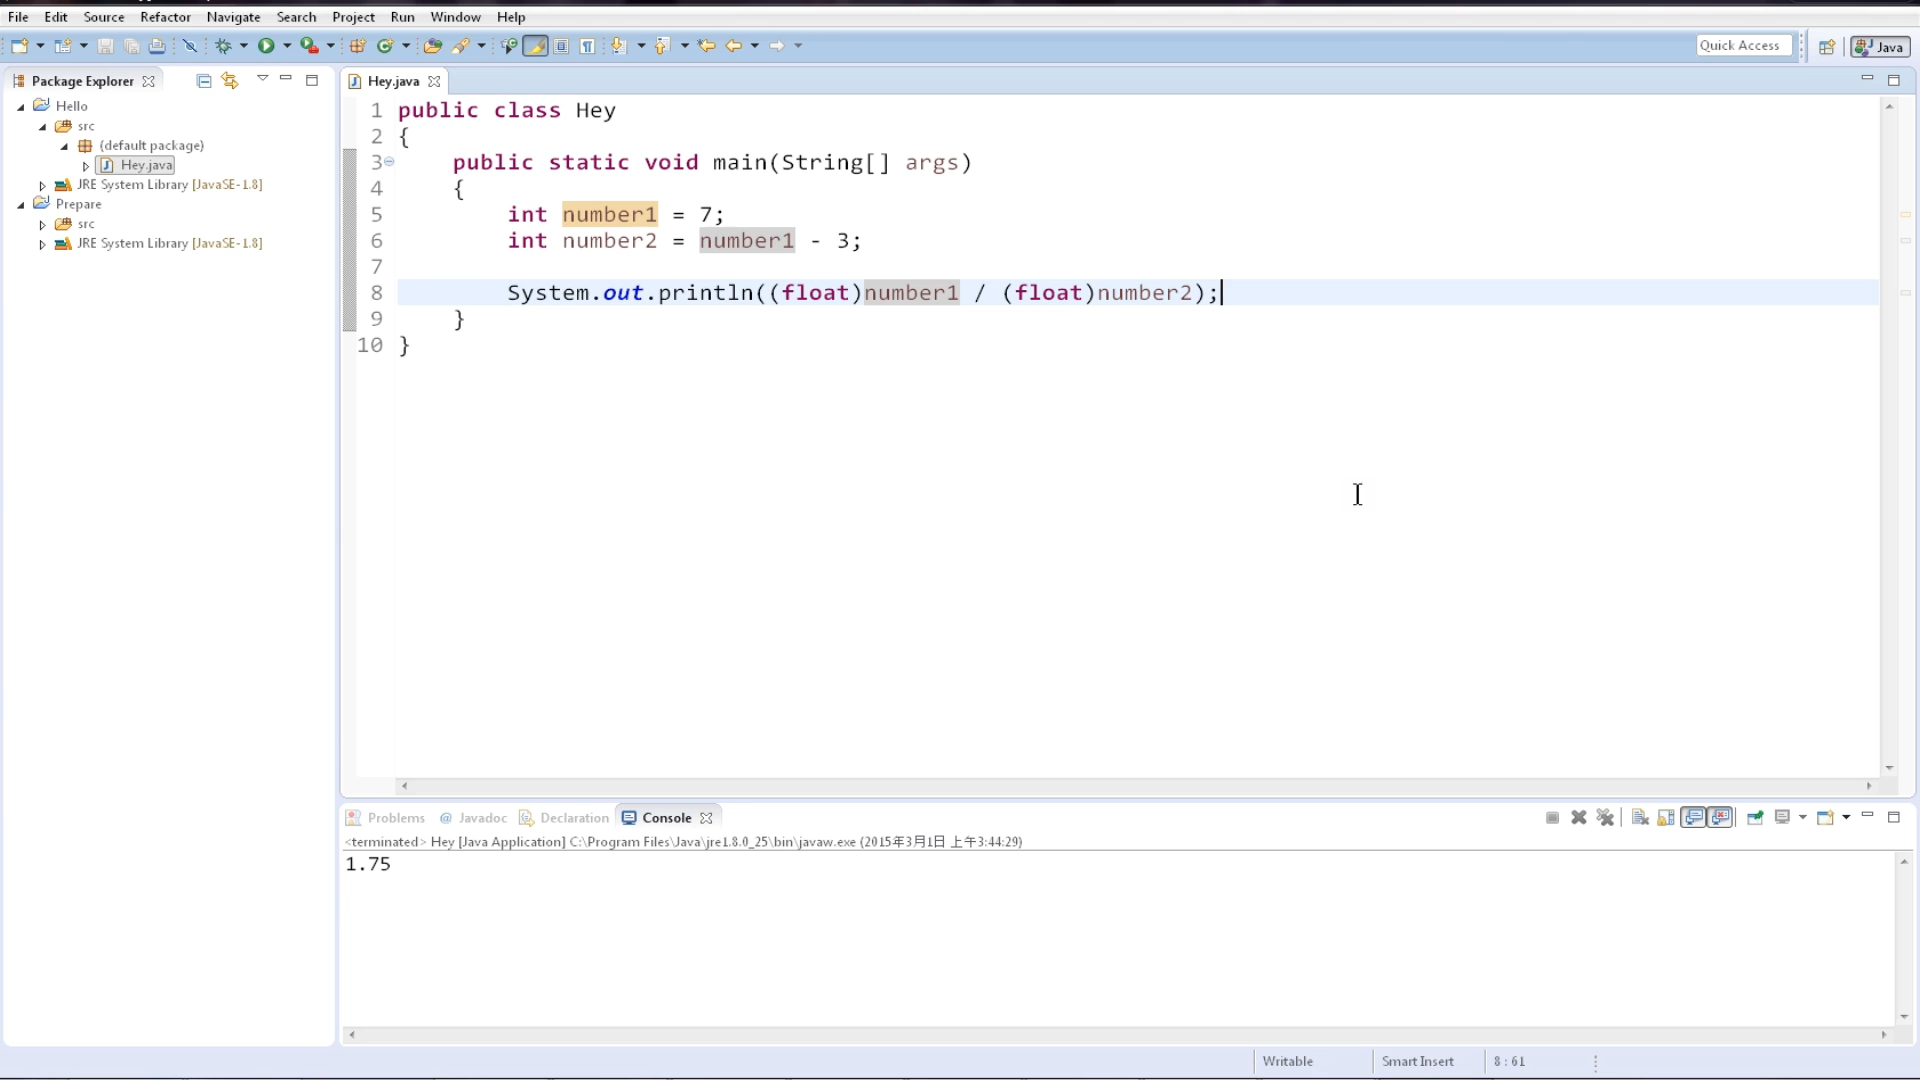 File Edit Source Refactor Navigate Search Project Run Window Help
Quick Access
Java
Package Explorer
Hello
src
(default package)
Hey.java
JRE System Library [JavaSE-1.8]
Prepare
src
JRE System Library [JavaSE-1.8]
Hey.java
1 public class Hey
2 {
3 public static void main(String[] args)
4 {
5 int number1 = 7;
6 int number2 = number1 - 3;
7
8 System.out.println((float)number1 / (float)number2);
9 }
10 }
Problems @ Javadoc Declaration Console
<terminated> Hey [Java Application] C:\Program Files\Java\jre1.8.0_25\bin\javaw.exe (2015年3月1日 上午3:44:29)
1.75
Writable Smart Insert 8 : 61